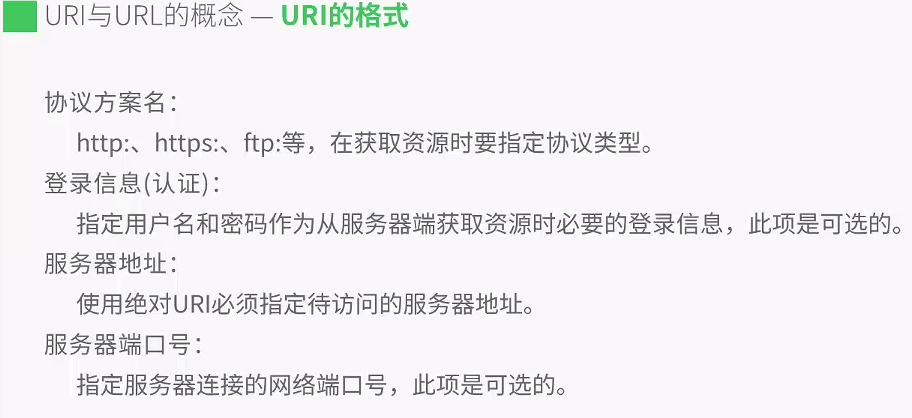 URI与URL的概念 — URI的格式
协议方案名：
http:、https:、ftp:等，在获取资源时要指定协议类型。
登录信息(认证)：
指定用户名和密码作为从服务器端获取资源时必要的登录信息，此项是可选的。
服务器地址：
使用绝对URI必须指定待访问的服务器地址。
服务器端口号：
指定服务器连接的网络端口号，此项是可选的。